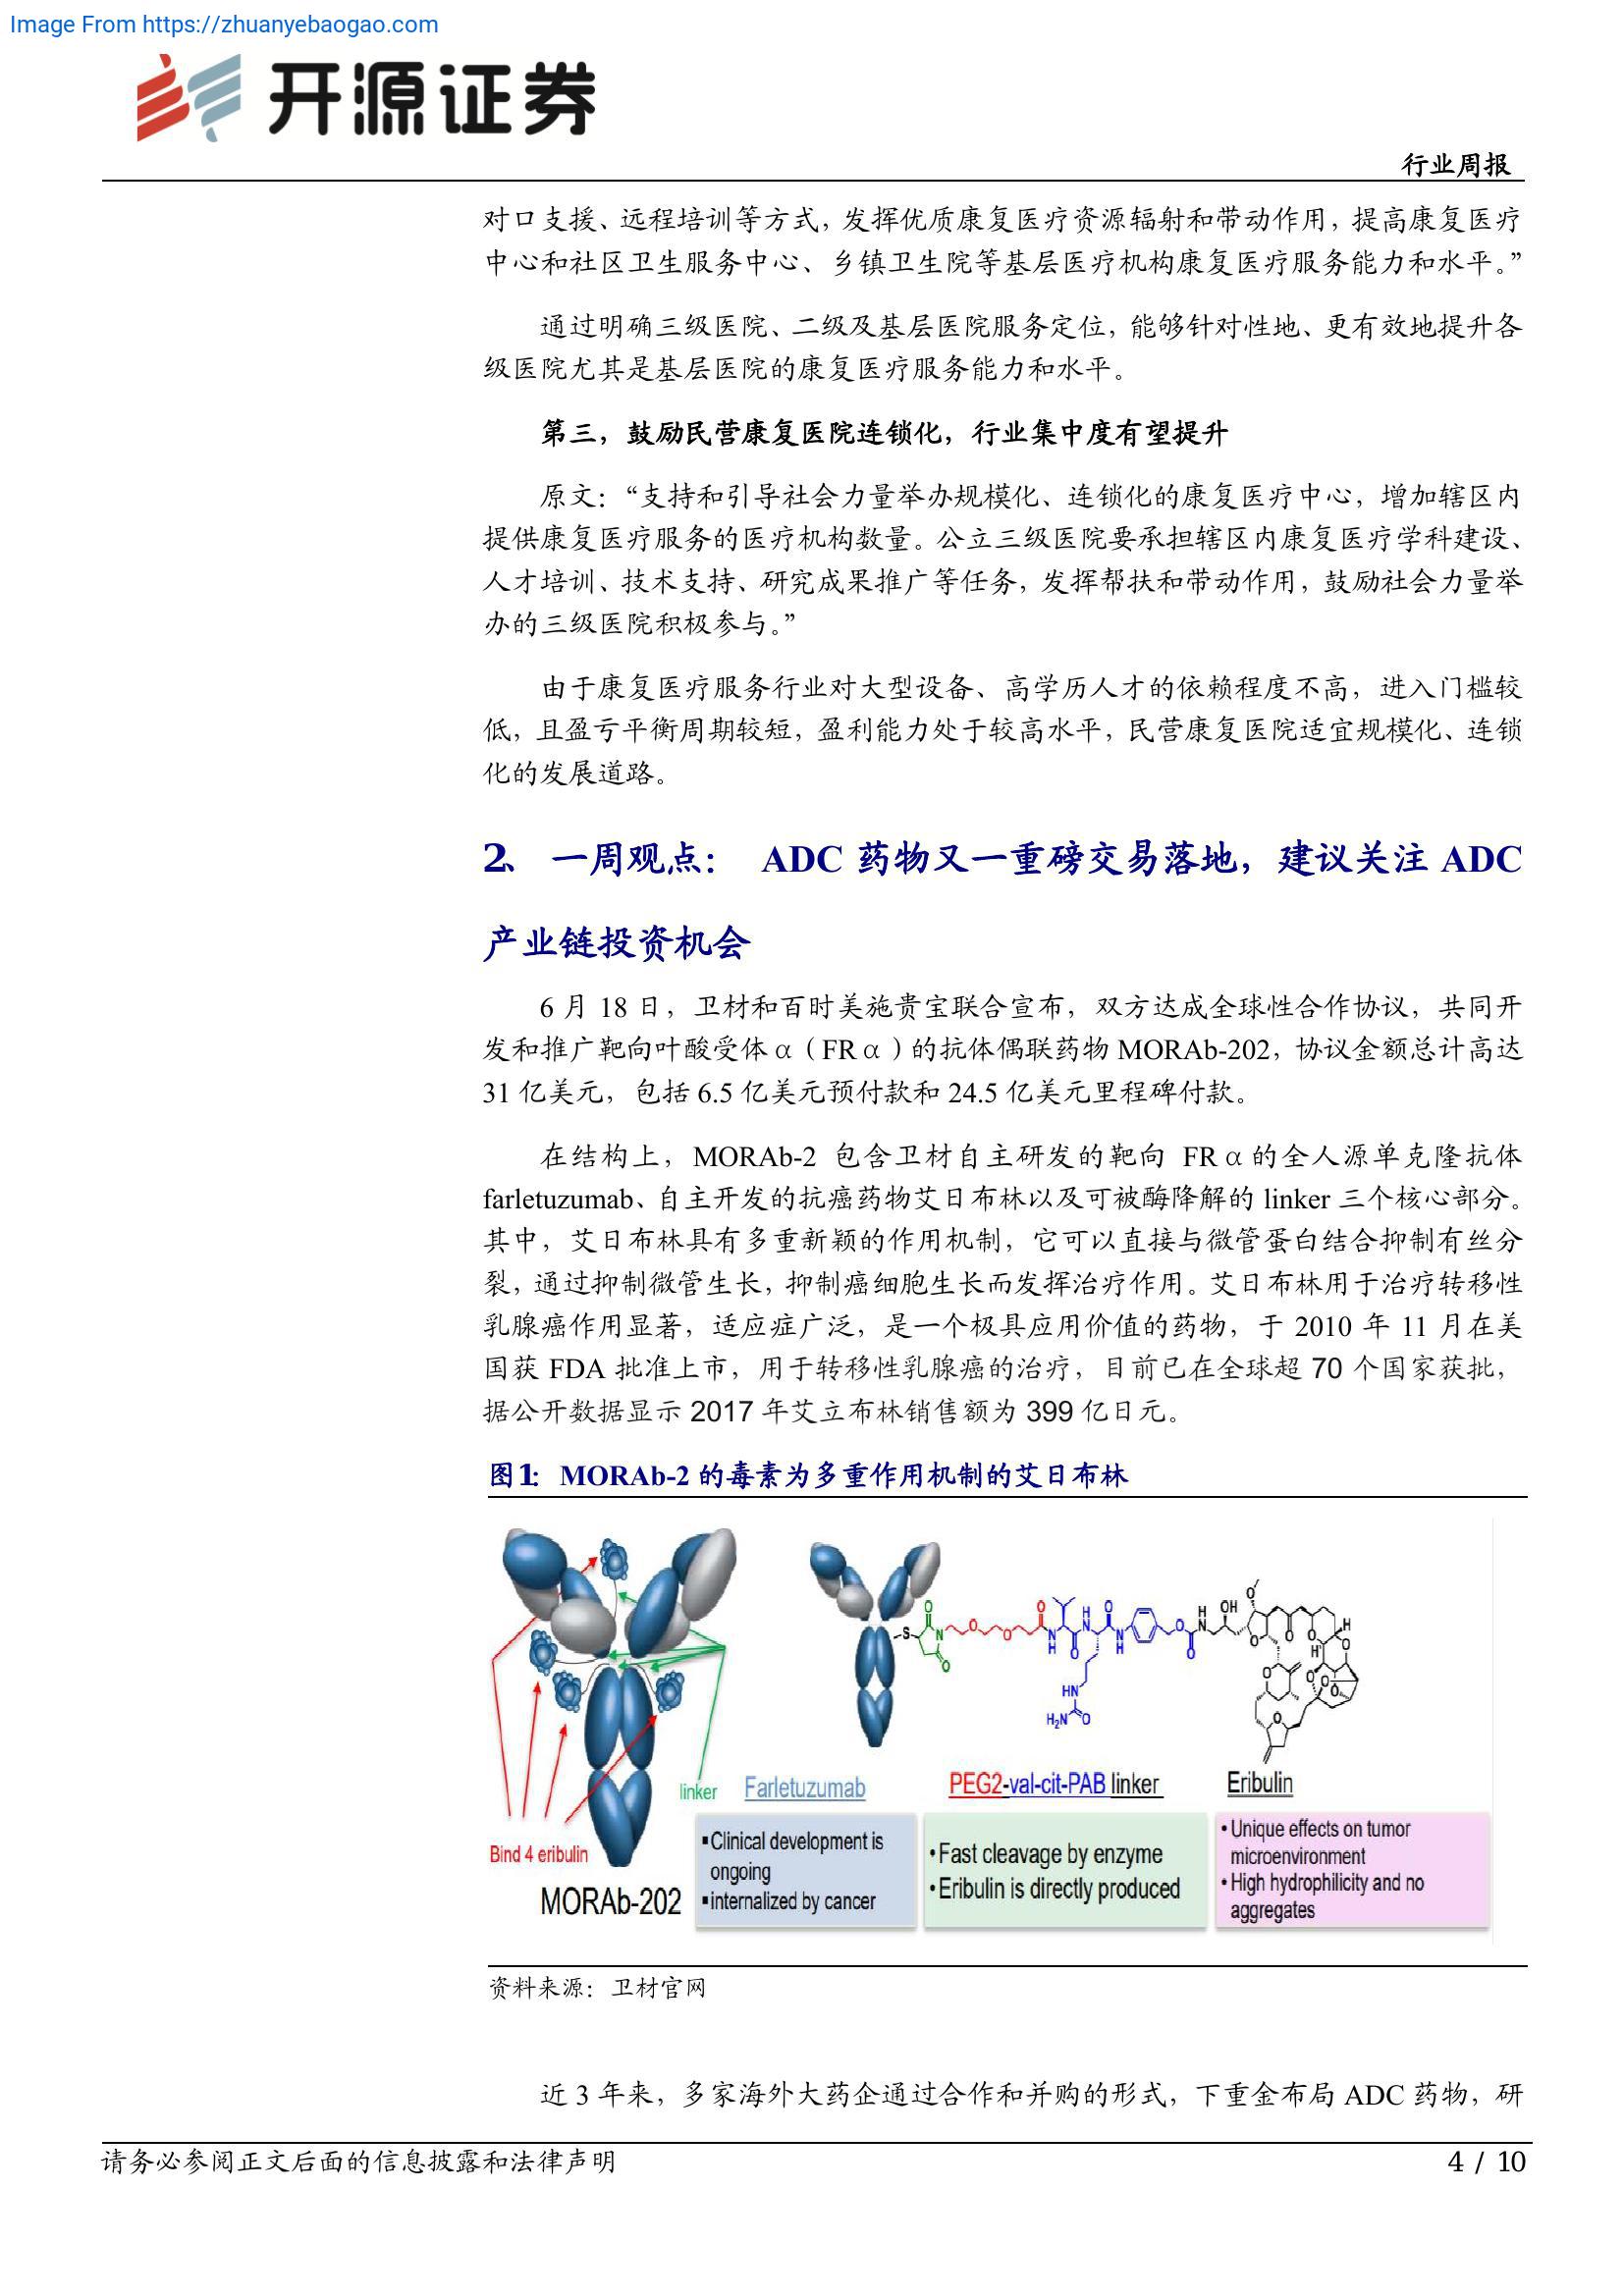 Image From https://zhuanyebaogao.com
开源证券
行业周报
对口支援、远程培训等方式，发挥优质康复医疗资源辐射和带动作用，提高康复医疗
中心和社区卫生服务中心、乡镇卫生院等基层医疗机构康复医疗服务能力和水平。”
通过明确三级医院、二级及基层医院服务定位，能够针对性地、更有效地提升各
级医院尤其是基层医院的康复医疗服务能力和水平。
第三，鼓励民营康复医院连锁化，行业集中度有望提升
原文：“支持和引导社会力量举办规模化、连锁化的康复医疗中心，增加辖区内
提供康复医疗服务的医疗机构数量。公立三级医院要承担辖区内康复医疗学科建设、
人才培训、技术支持、研究成果推广等任务，发挥帮扶和带动作用，鼓励社会力量举
办的三级医院积极参与。”
由于康复医疗服务行业对大型设备、高学历人才的依赖程度不高，进入门槛较
低，且盈亏平衡周期较短，盈利能力处于较高水平，民营康复医院适宜规模化、连锁
化的发展道路。
2、 一周观点： ADC 药物又一重磅交易落地，建议关注 ADC
产业链投资机会
6 月 18 日，卫材和百时美施贵宝联合宣布，双方达成全球性合作协议，共同开
发和推广靶向叶酸受体α（FRα）的抗体偶联药物 MORAb-202，协议金额总计高达
31 亿美元，包括 6.5 亿美元预付款和 24.5 亿美元里程碑付款。
在结构上，MORAb-2 包含卫材自主研发的靶向 FRα的全人源单克隆抗体
farletuzumab、自主开发的抗癌药物艾日布林以及可被酶降解的 linker 三个核心部分。
其中，艾日布林具有多重新颖的作用机制，它可以直接与微管蛋白结合抑制有丝分
裂，通过抑制微管生长，抑制癌细胞生长而发挥治疗作用。艾日布林用于治疗转移性
乳腺癌作用显著，适应症广泛，是一个极具应用价值的药物，于 2010 年 11 月在美
国获 FDA 批准上市，用于转移性乳腺癌的治疗，目前已在全球超 70 个国家获批，
据公开数据显示 2017 年艾立布林销售额为 399 亿日元。
图1： MORAb-2 的毒素为多重作用机制的艾日布林
linker
Bind 4 eribulin
MORAb-202
Farletuzumab
▪Clinical development is
ongoing
▪internalized by cancer
S
O
N
O
O
O
O
N
H
O
H
N
O
N
H
O
O
H
N
OH
O
HN
H₂N
O
PEG2-val-cit-PAB linker
•Fast cleavage by enzyme
•Eribulin is directly produced
O
O
O
O
O
H
H
O
O
O
O
Eribulin
•Unique effects on tumor
microenvironment
•High hydrophilicity and no
aggregates
资料来源：卫材官网
近 3 年来，多家海外大药企通过合作和并购的形式，下重金布局 ADC 药物，研
请务必参阅正文后面的信息披露和法律声明
4 / 10